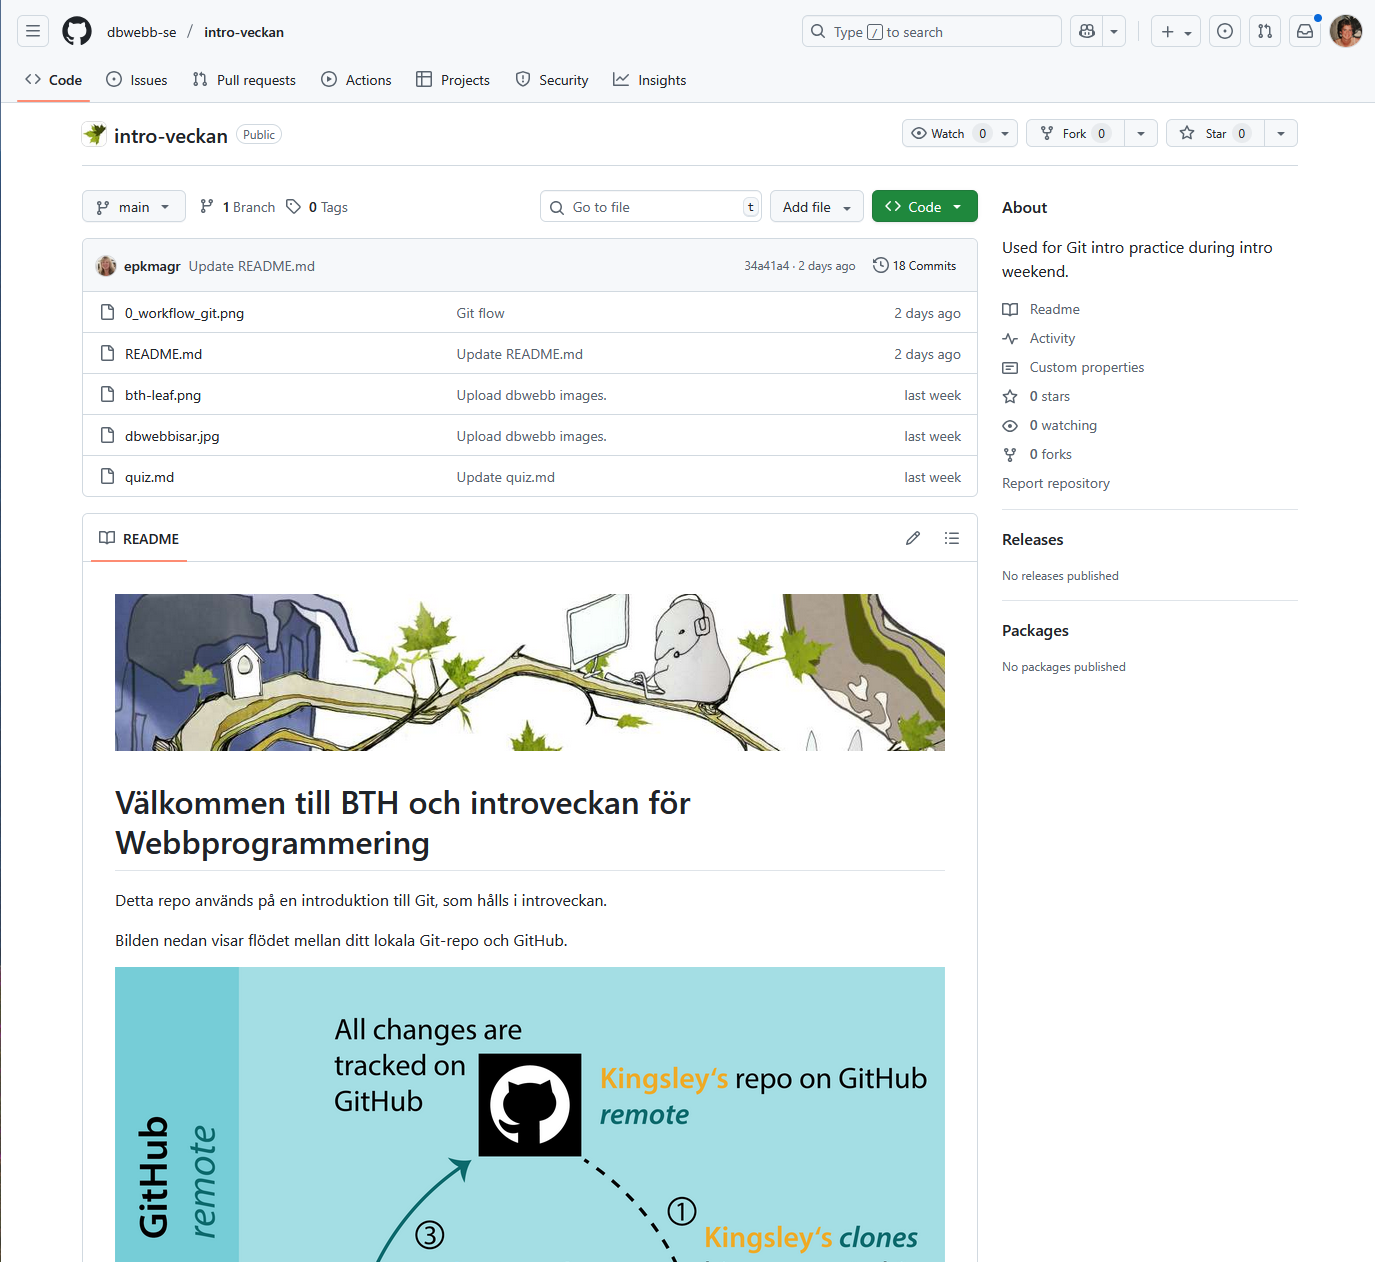 dbwebb-se / intro-veckan
Type / to search
Code
Issues
Pull requests
Actions
Projects
Security
Insights
intro-veckan Public
Watch 0
Fork 0
Star 0
main
1 Branch
0 Tags
Go to file t
Add file
Code
epkmagr Update README.md 34a41a4 · 2 days ago 18 Commits
0_workflow_git.png Git flow 2 days ago
README.md Update README.md 2 days ago
bth-leaf.png Upload dbwebb images. last week
dbwebbisar.jpg Upload dbwebb images. last week
quiz.md Update quiz.md last week
README
Välkommen till BTH och introveckan för
Webbprogrammering
Detta repo används på en introduktion till Git, som hålls i introveckan.
Bilden nedan visar flödet mellan ditt lokala Git-repo och GitHub.
GitHub
remote
All changes are
tracked on
GitHub
Kingsley‘s repo on GitHub
remote
1
Kingsley‘s clones
3
About
Used for Git intro practice during intro
weekend.
Readme
Activity
Custom properties
0 stars
0 watching
0 forks
Report repository
Releases
No releases published
Packages
No packages published